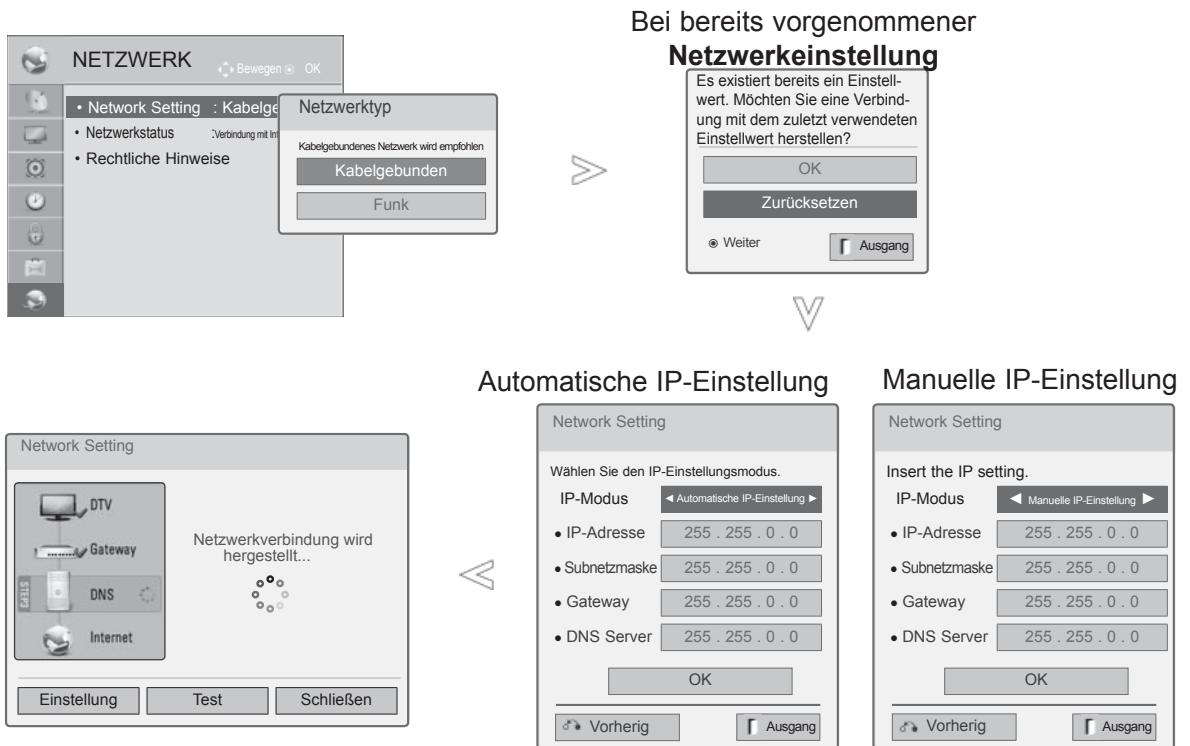 Bei bereits vorgenommener
Netzwerkeinstellung
NETZWERK
Bewegen
OK
• Network Setting : Kabelge
• Netzwerkstatus :Verbindung mit Int
• Rechtliche Hinweise
Netzwerktyp
Kabelgebundenes Netzwerk wird empfohlen
Kabelgebunden
Funk
Es existiert bereits ein Einstell-
wert. Möchten Sie eine Verbind-
ung mit dem zuletzt verwendeten
Einstellwert herstellen?
OK
Zurücksetzen
Weiter
Ausgang
Automatische IP-Einstellung
Network Setting
Wählen Sie den IP-Einstellungsmodus.
IP-Modus ◀ Automatische IP-Einstellung ▶
• IP-Adresse 255 . 255 . 0 . 0
• Subnetzmaske 255 . 255 . 0 . 0
• Gateway 255 . 255 . 0 . 0
• DNS Server 255 . 255 . 0 . 0
OK
Vorherig
Ausgang
Manuelle IP-Einstellung
Network Setting
Insert the IP setting.
IP-Modus ◀ Manuelle IP-Einstellung ▶
• IP-Adresse 255 . 255 . 0 . 0
• Subnetzmaske 255 . 255 . 0 . 0
• Gateway 255 . 255 . 0 . 0
• DNS Server 255 . 255 . 0 . 0
OK
Vorherig
Ausgang
Network Setting
DTV
Gateway
STEP3
DNS
Internet
Netzwerkverbindung wird
hergestellt...
Einstellung
Test
Schließen